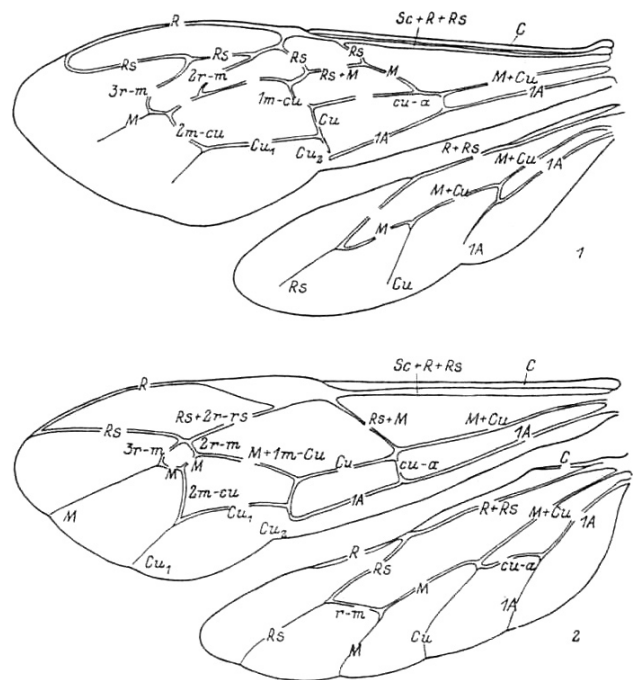 R
Sc+R+Rs
C
Rs
Rs
Rs
Rs
2r-m
Rs
Rs+M
M
M+Cu
3r-m
1m-cu
cu-a
1A
M
2m-cu
Cu
Cu₁
Cu₂
1A
R+Rs
M+Cu
1A
M+Cu
M
1A
Rs
Cu
1
Sc+R+Rs
C
R
Rs+2r-rs
Rs+M
M+Cu
Rs
1A
3r-m
2r-m
M+1m-Cu
Cu
cu-a
M
M
C
2m-cu
1A
M
Cu₁
Cu₂
R+Rs
M+Cu
1A
Cu₁
R
Rs
cu-a
M
r-m
1A
Rs
M
Cu
2